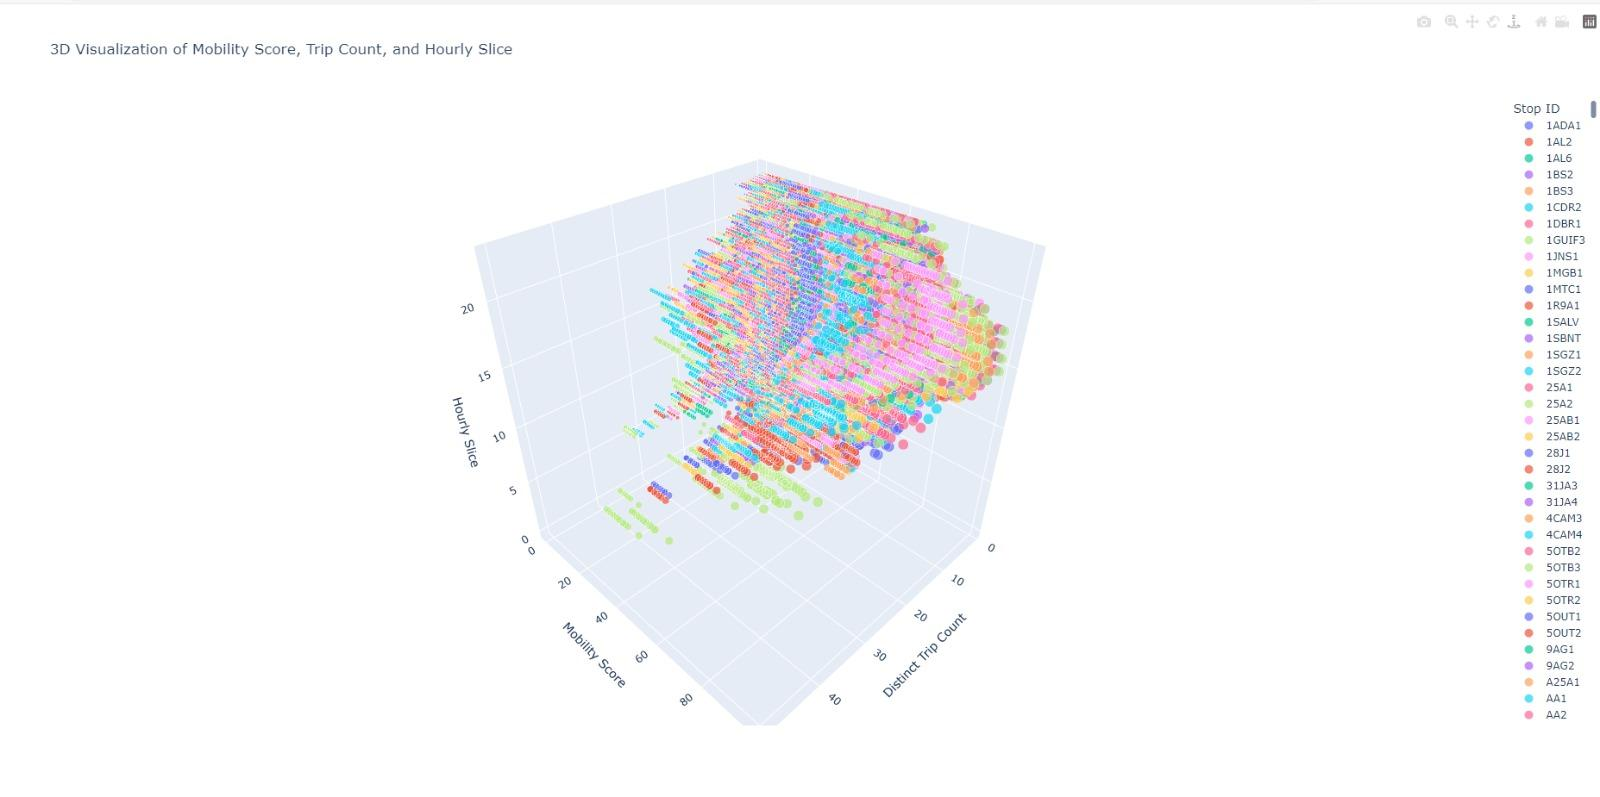 3D Visualization of Mobility Score, Trip Count, and Hourly Slice
Stop ID
1ADA1
1AL2
1AL6
1BS2
1BS3
1CDR2
1DBR1
1GUIF3
1JNS1
1MGB1
1MTC1
1R9A1
1SALV
1SBNT
1SGZ1
1SGZ2
25A1
25A2
25AB1
25AB2
28J1
28J2
31JA3
31JA4
4CAM3
4CAM4
5OTB2
5OTB3
5OTR1
5OTR2
5OUT1
5OUT2
9AG1
9AG2
A25A1
AA1
AA2
20
15
10
5
0
Hourly Slice
0
20
40
60
80
Mobility Score
0
10
20
30
40
Distinct Trip Count